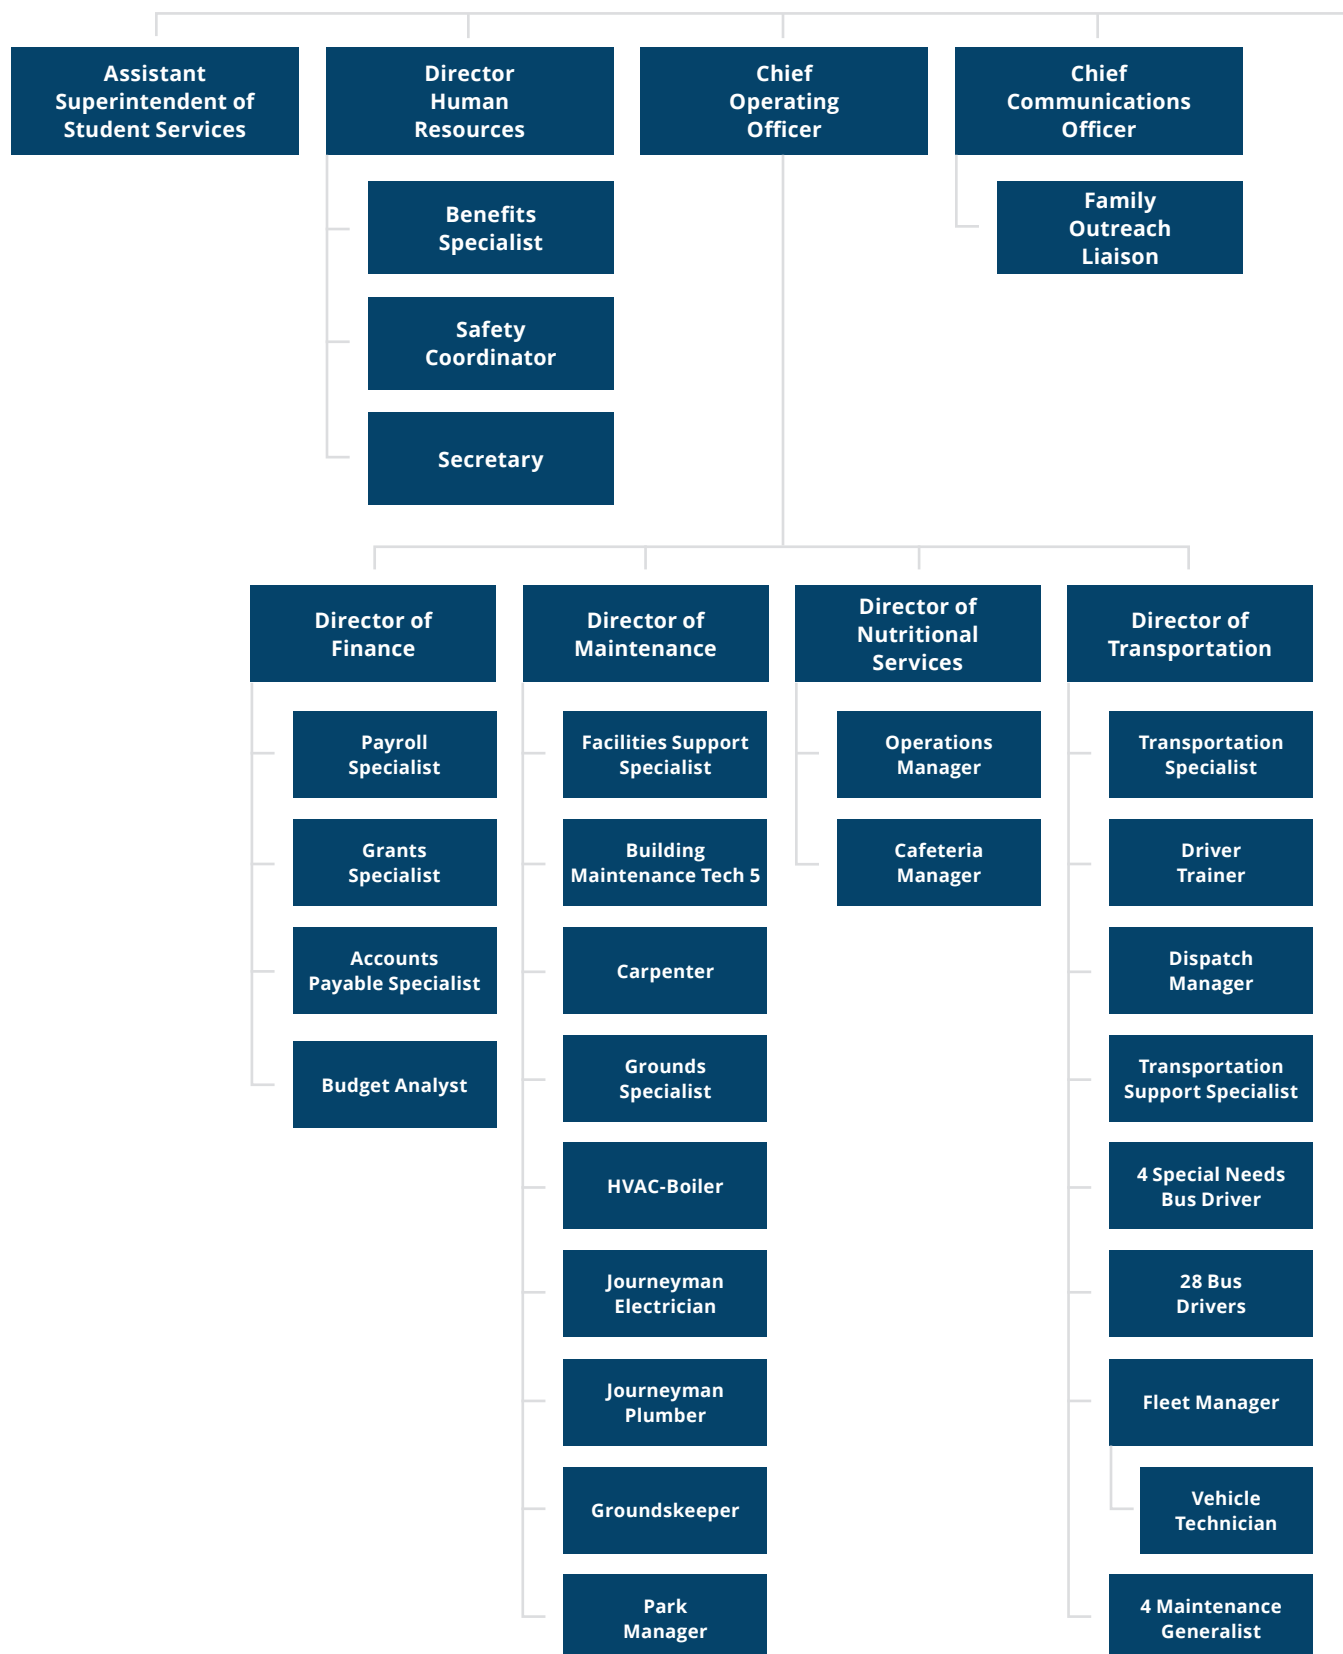 Assistant
Superintendent of
Student Services
Director
Human
Resources
Chief
Operating
Officer
Chief
Communications
Officer
Benefits
Specialist
Safety
Coordinator
Secretary
Family
Outreach
Liaison
Director of
Finance
Payroll
Specialist
Grants
Specialist
Accounts
Payable Specialist
Budget Analyst
Director of
Maintenance
Facilities Support
Specialist
Building
Maintenance Tech 5
Carpenter
Grounds
Specialist
HVAC-Boiler
Journeyman
Electrician
Journeyman
Plumber
Groundskeeper
Park
Manager
Director of
Nutritional
Services
Operations
Manager
Cafeteria
Manager
Director of
Transportation
Transportation
Specialist
Driver
Trainer
Dispatch
Manager
Transportation
Support Specialist
4 Special Needs
Bus Driver
28 Bus
Drivers
Fleet Manager
Vehicle
Technician
4 Maintenance
Generalist